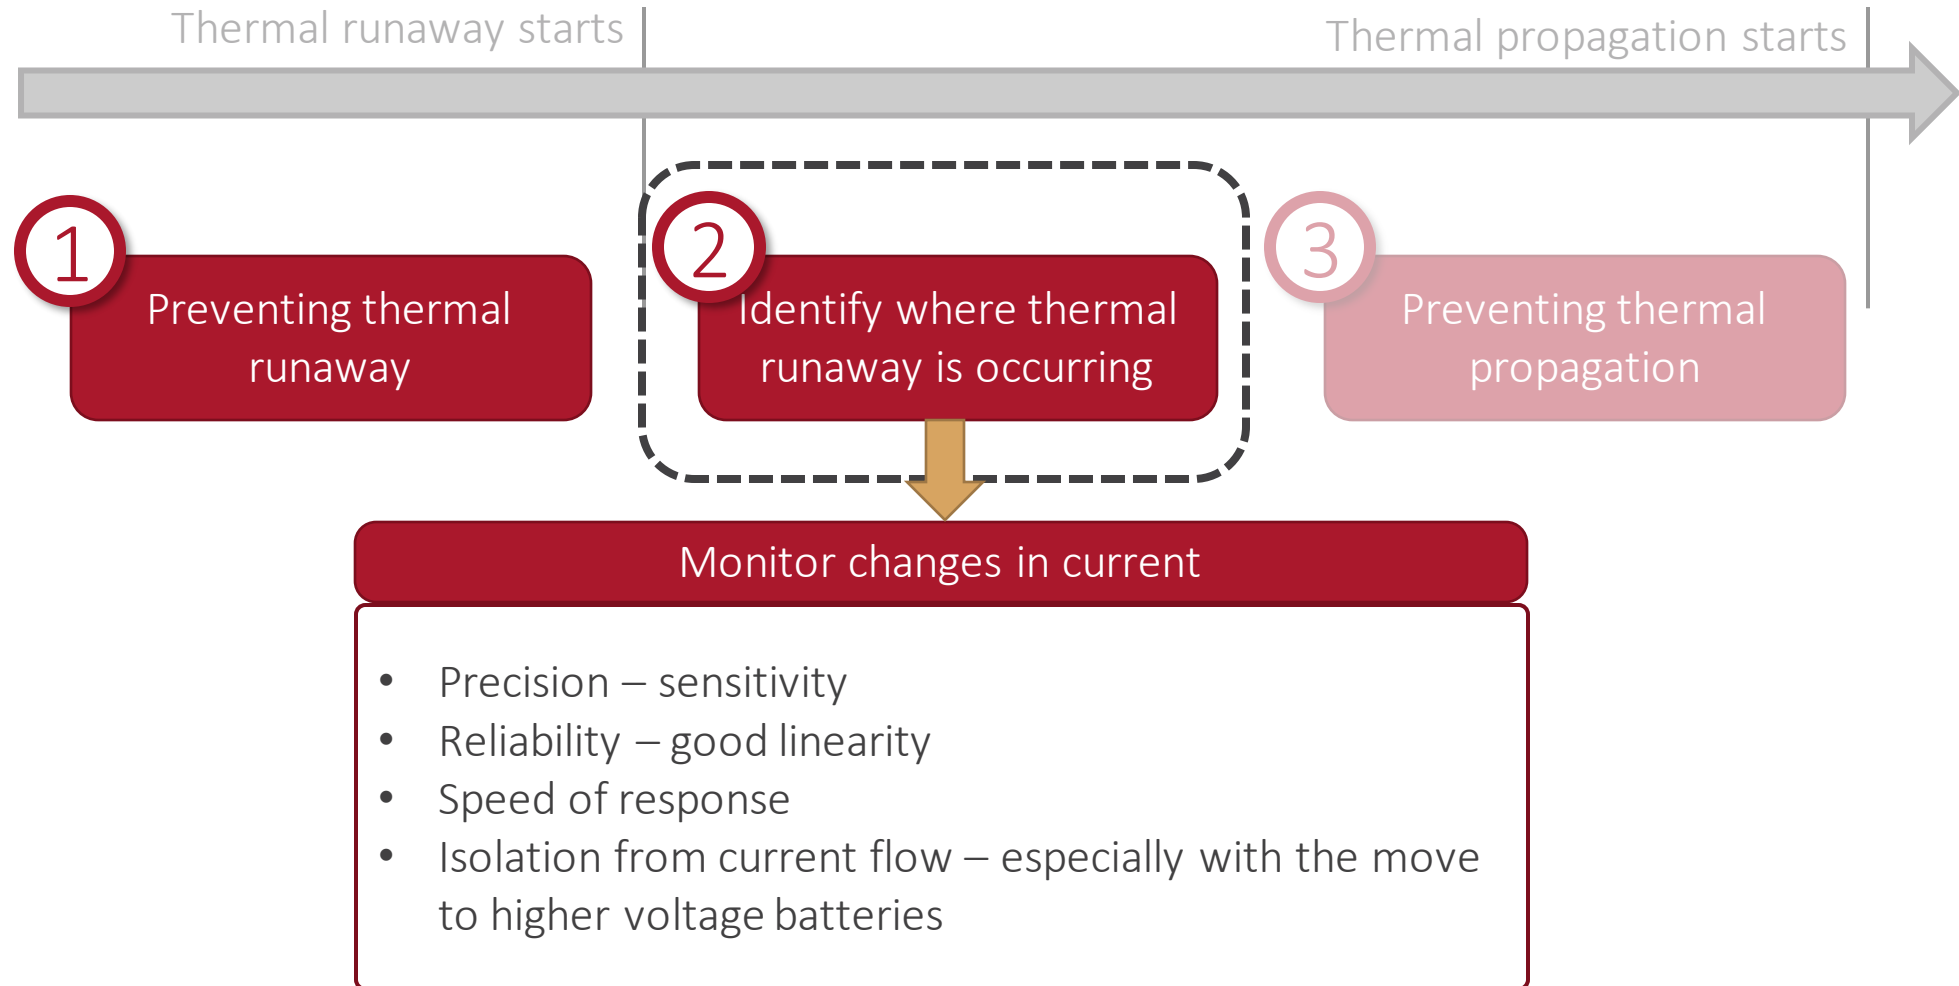 Thermal runaway starts
Thermal propagation starts
1
Preventing thermal
runaway
2
Identify where thermal
runaway is occurring
3
Preventing thermal
propagation
Monitor changes in current
• Precision – sensitivity
• Reliability – good linearity
• Speed of response
• Isolation from current flow – especially with the move
to higher voltage batteries